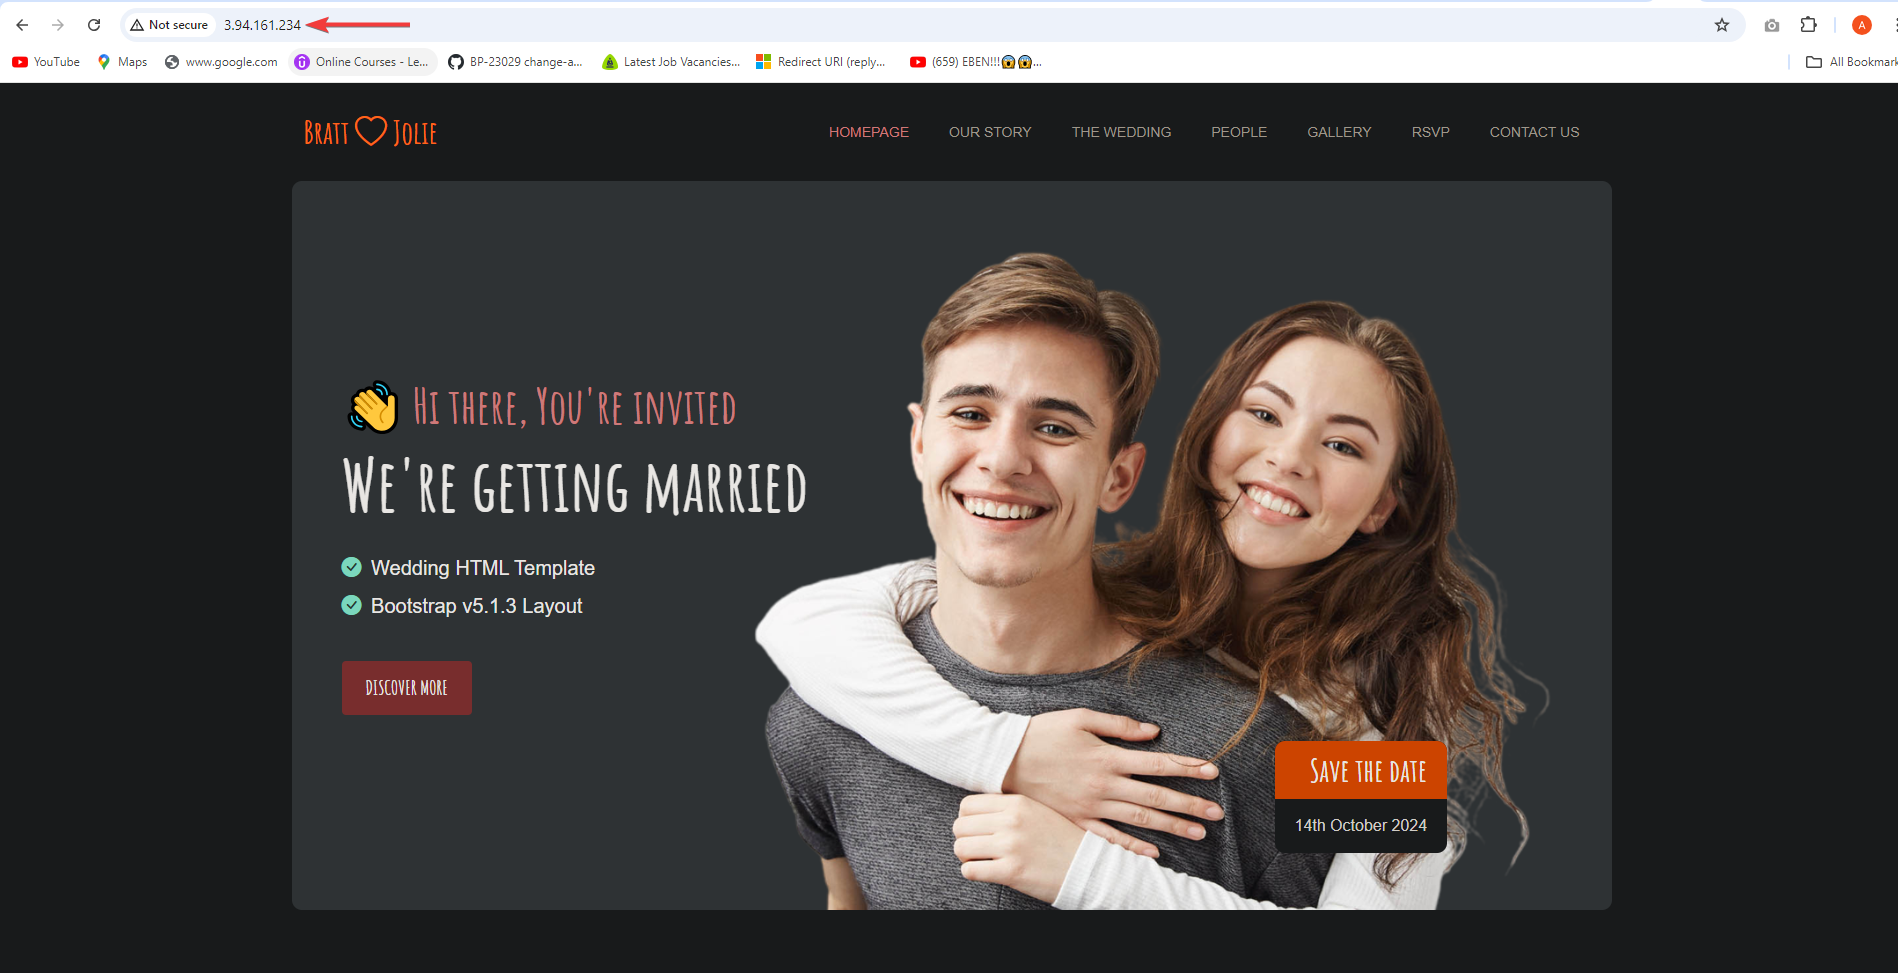 Not secure 3.94.161.234
A
YouTube Maps www.google.com Online Courses - Le... BP-23029 change-a... Latest Job Vacancies... Redirect URI (reply... (659) EBEN!!!😱😱... All Bookmark
Bratt Jolie
HOMEPAGE OUR STORY THE WEDDING PEOPLE GALLERY RSVP CONTACT US
👋 Hi there, You're invited
We're getting married
Wedding HTML Template
Bootstrap v5.1.3 Layout
DISCOVER MORE
Save the date
14th October 2024